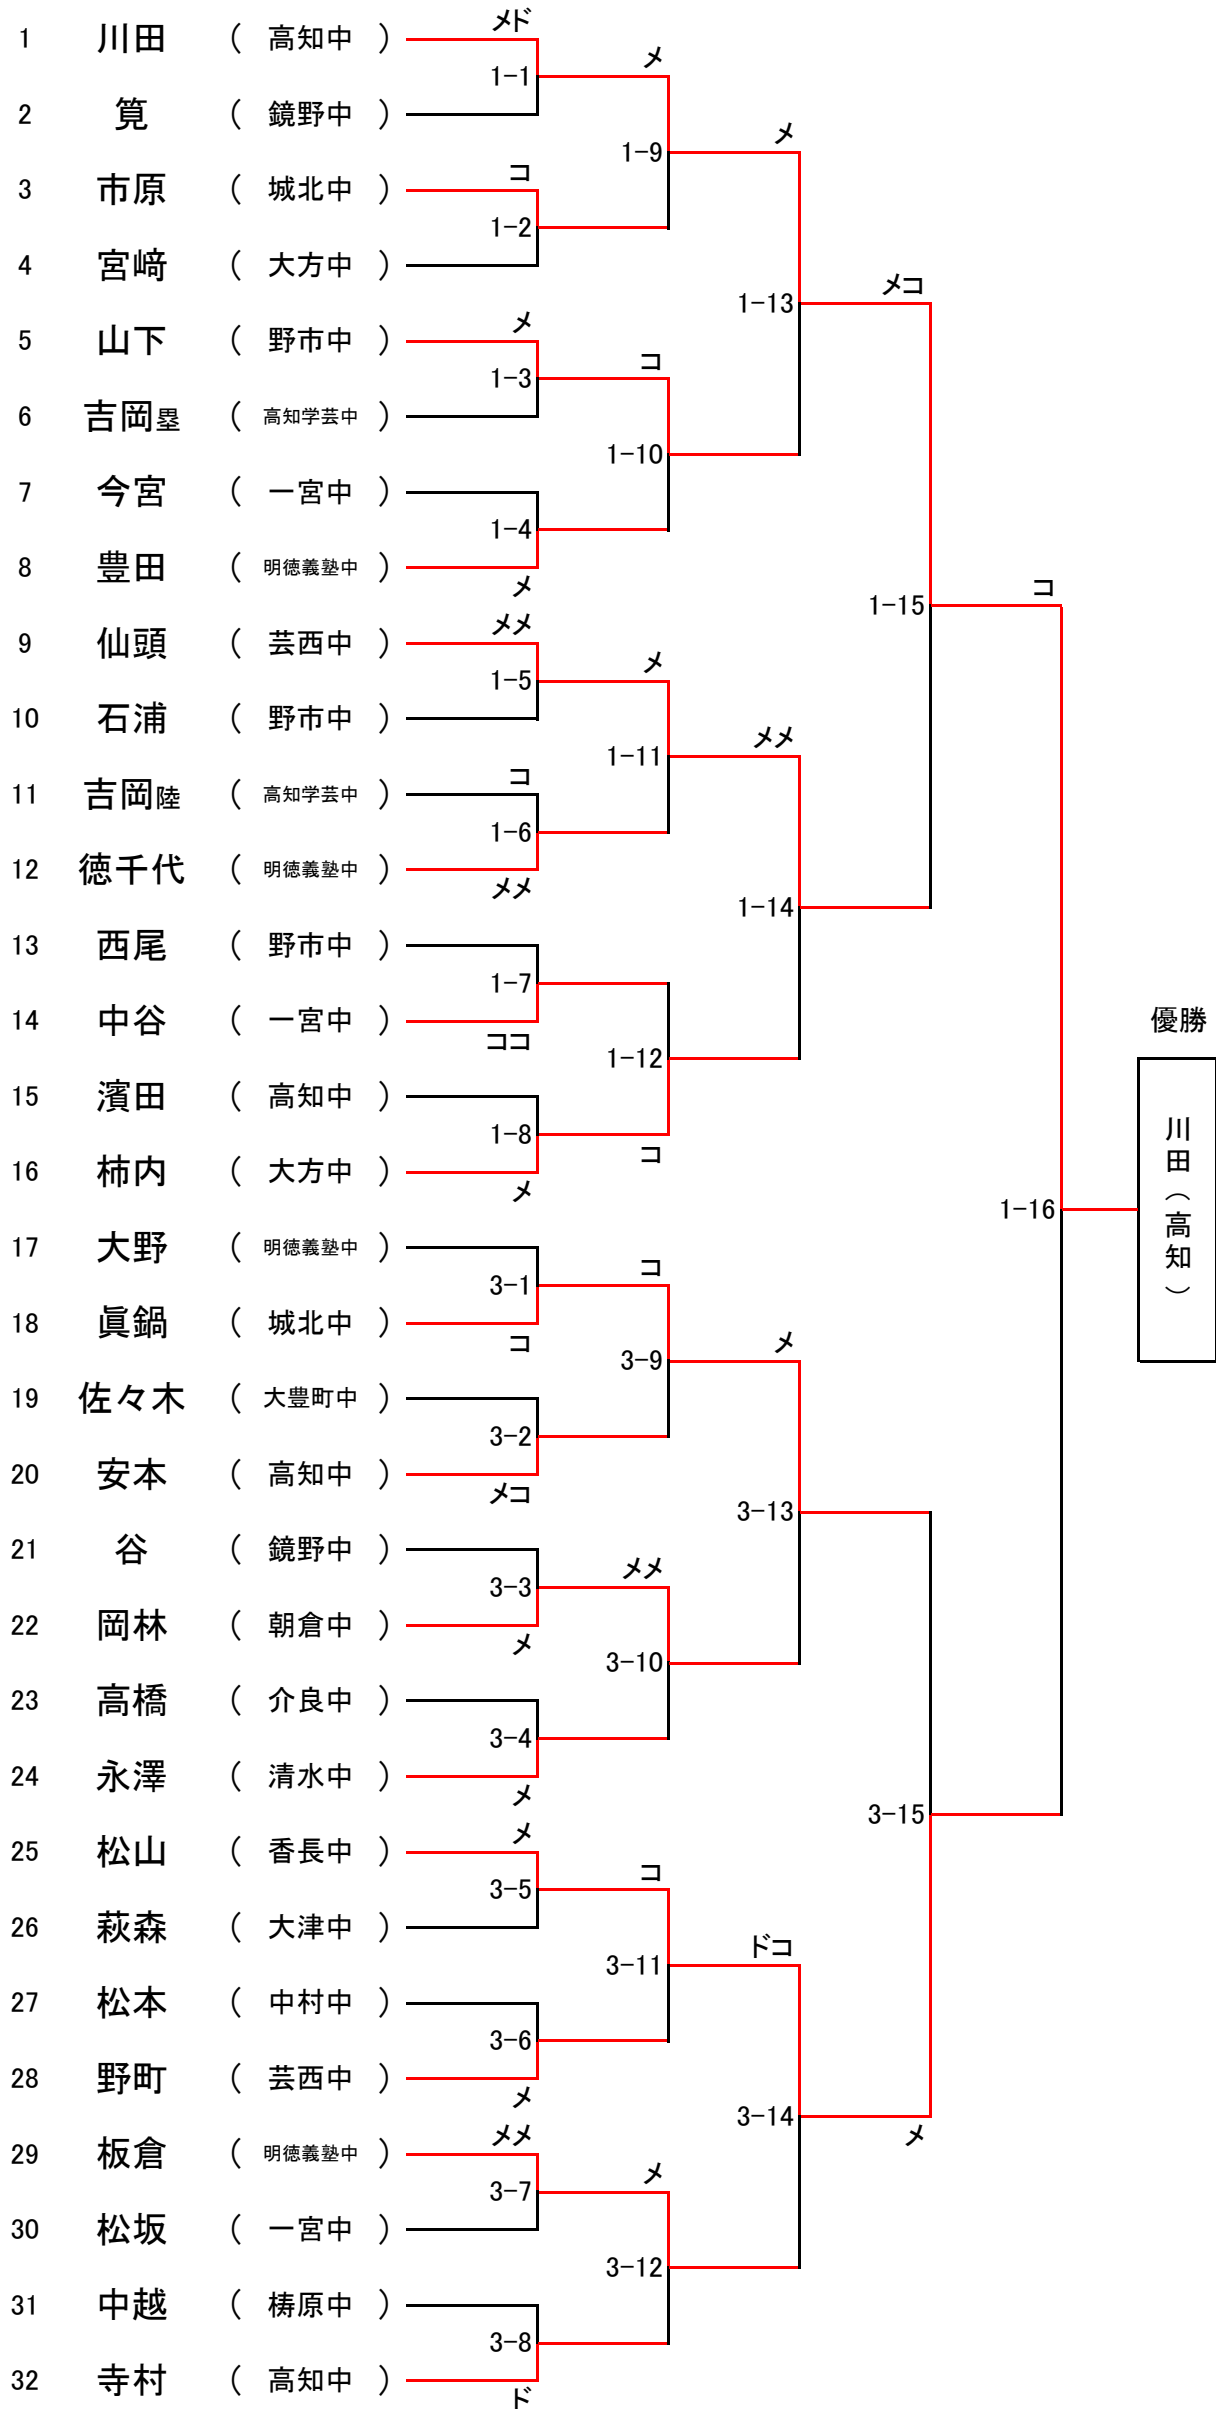 メド
1 川田 ( 高知中 )
1-1
メ
2 筧 ( 鏡野中 )
メ
1-9
コ
3 市原 ( 城北中 )
1-2
4 宮﨑 ( 大方中 )
メコ
1-13
メ
5 山下 ( 野市中 )
コ
1-3
6 吉岡塁 ( 高知学芸中 )
1-10
7 今宮 ( 一宮中 )
1-4
8 豊田 ( 明徳義塾中 )
メ
コ
1-15
メメ
9 仙頭 ( 芸西中 )
メ
1-5
10 石浦 ( 野市中 )
メメ
1-11
コ
11 吉岡陸 ( 高知学芸中 )
1-6
12 徳千代 ( 明徳義塾中 )
メメ
1-14
13 西尾 ( 野市中 )
1-7
14 中谷 ( 一宮中 )
優勝
ココ
1-12
15 濱田 ( 高知中 )
1-8
コ
16 柿内 ( 大方中 )
メ
川田(高知)
1-16
17 大野 ( 明徳義塾中 )
コ
3-1
18 眞鍋 ( 城北中 )
コ
メ
3-9
19 佐々木 ( 大豊町中 )
3-2
20 安本 ( 高知中 )
メコ
3-13
21 谷 ( 鏡野中 )
メメ
3-3
22 岡林 ( 朝倉中 )
メ
3-10
23 高橋 ( 介良中 )
3-4
24 永澤 ( 清水中 )
メ
3-15
メ
25 松山 ( 香長中 )
コ
3-5
26 萩森 ( 大津中 )
ドコ
3-11
27 松本 ( 中村中 )
3-6
28 野町 ( 芸西中 )
メ
3-14
メ
メメ
29 板倉 ( 明徳義塾中 )
メ
3-7
30 松坂 ( 一宮中 )
3-12
31 中越 ( 梼原中 )
3-8
32 寺村 ( 高知中 )
ド